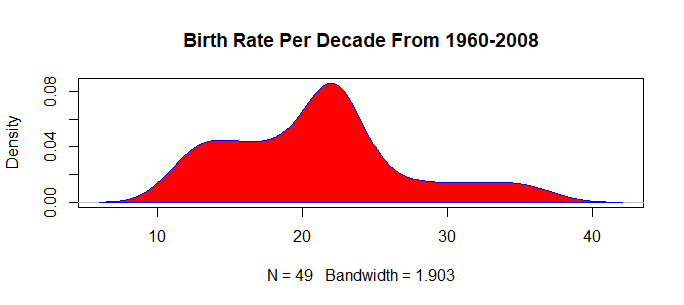 Birth Rate Per Decade From 1960-2008
Density
0.08
0.04
0.00
10 20 30 40
N = 49 Bandwidth = 1.903